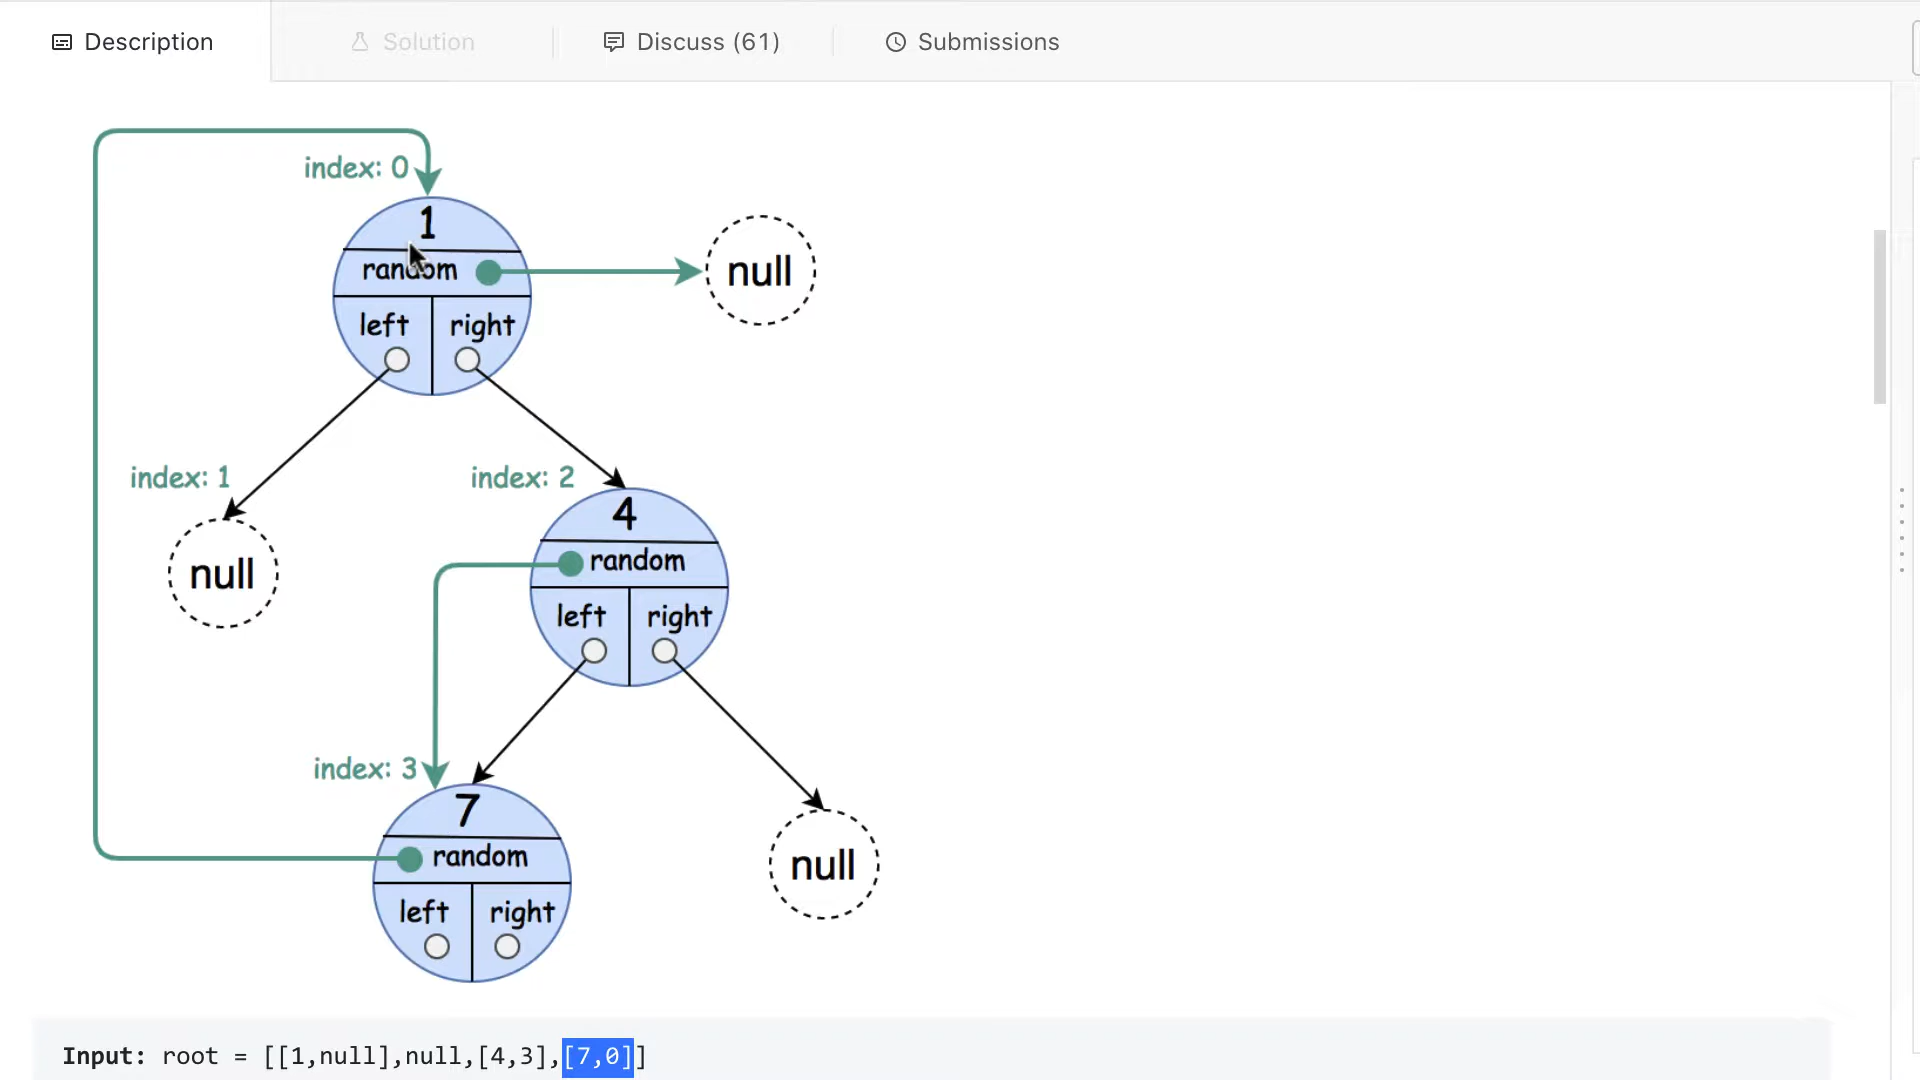 Description Solution Discuss (61) Submissions
index: 0
1
random
null
left right
index: 1
index: 2
null
4
random
left right
index: 3
7
random
null
left right
Input: root = [[1,null],null,[4,3],[7,0]]